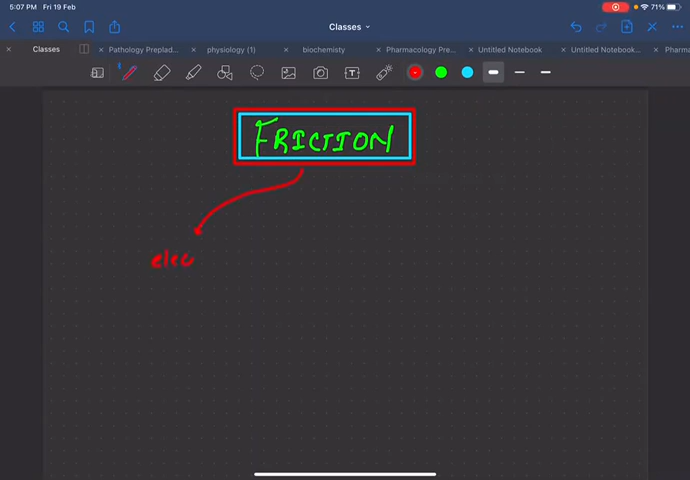 5:07 PM Fri 19 Feb 71%
Classes
Classes Pathology Preplad... physiology (1) biochemisty Pharmacology Pre... Untitled Notebook Untitled Notebook... Pharma
T
FRICTION
elec